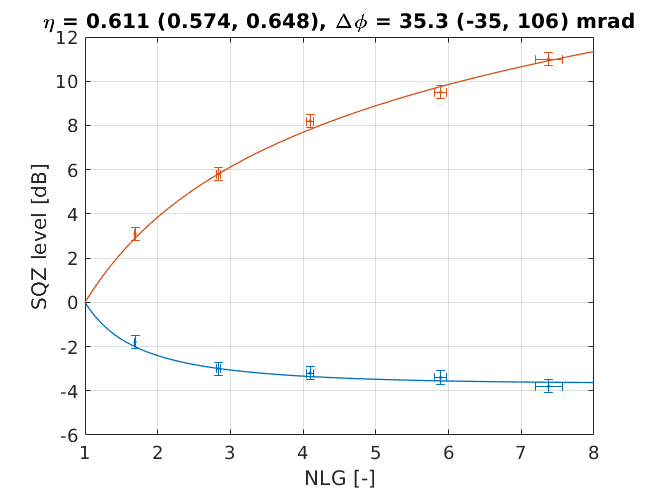 η = 0.611 (0.574, 0.648), Δϕ = 35.3 (-35, 106) mrad
12
10
8
6
4
2
0
-2
-4
-6
SQZ level [dB]
1 2 3 4 5 6 7 8
NLG [-]